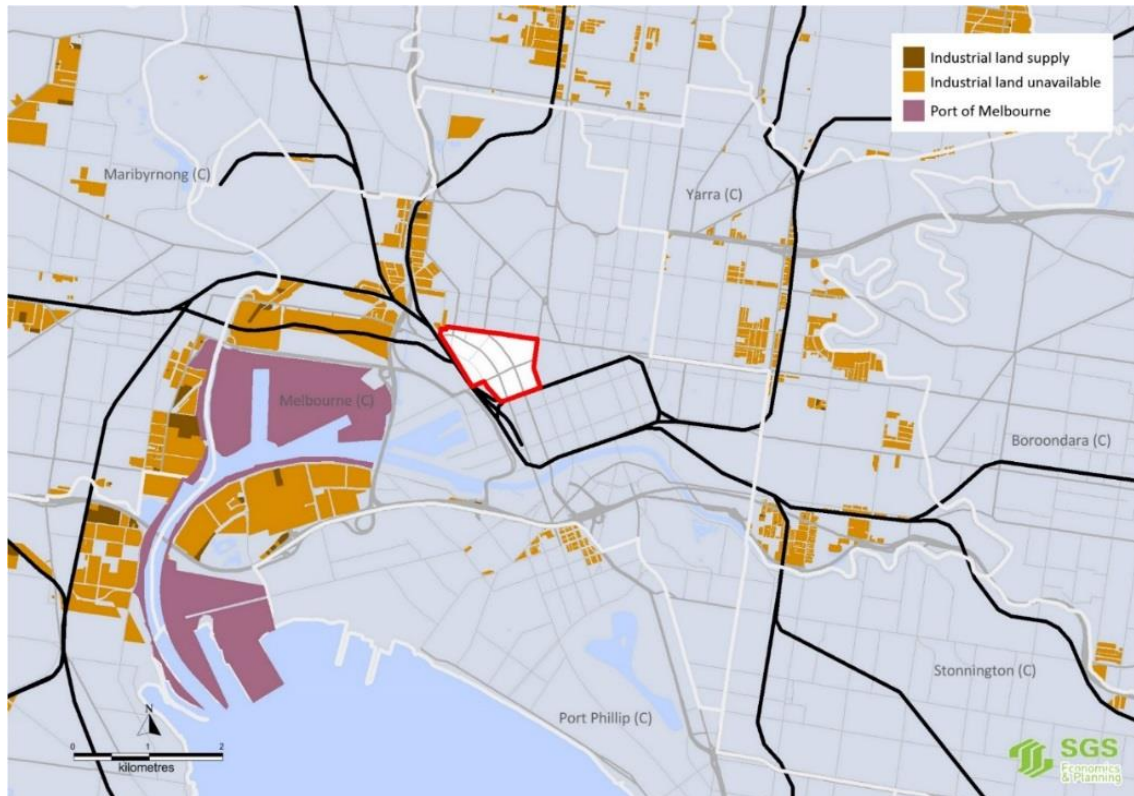 Industrial land supply
Industrial land unavailable
Port of Melbourne
Maribyrnong (C)
Yarra (C)
Melbourne (C)
Boroondara (C)
Stonnington (C)
Port Phillip (C)
N
0 1 2
kilometres
SGS
Economics
& Planning